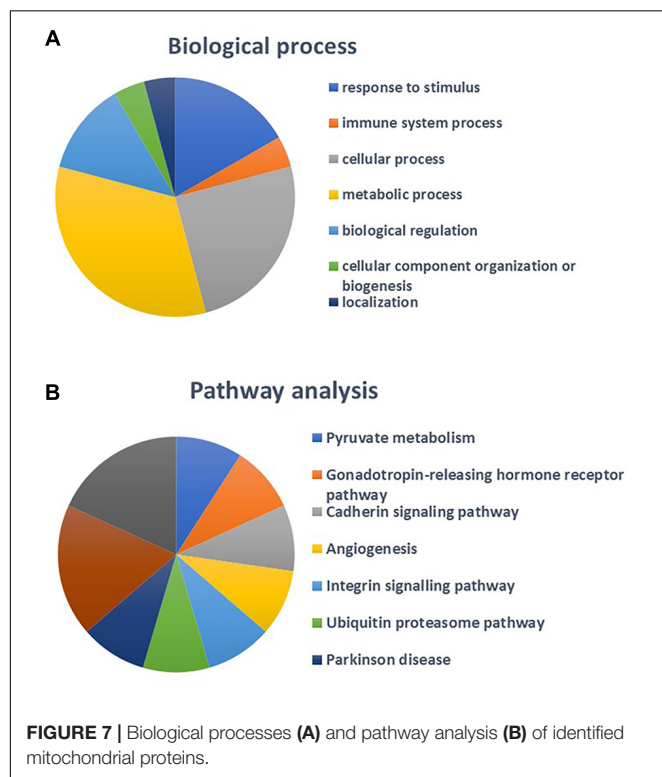 A
Biological process
response to stimulus
immune system process
cellular process
metabolic process
biological regulation
cellular component organization or
biogenesis
localization
B
Pathway analysis
Pyruvate metabolism
Gonadotropin-releasing hormone receptor
pathway
Cadherin signaling pathway
Angiogenesis
Integrin signalling pathway
Ubiquitin proteasome pathway
Parkinson disease
FIGURE 7 | Biological processes (A) and pathway analysis (B) of identified
mitochondrial proteins.